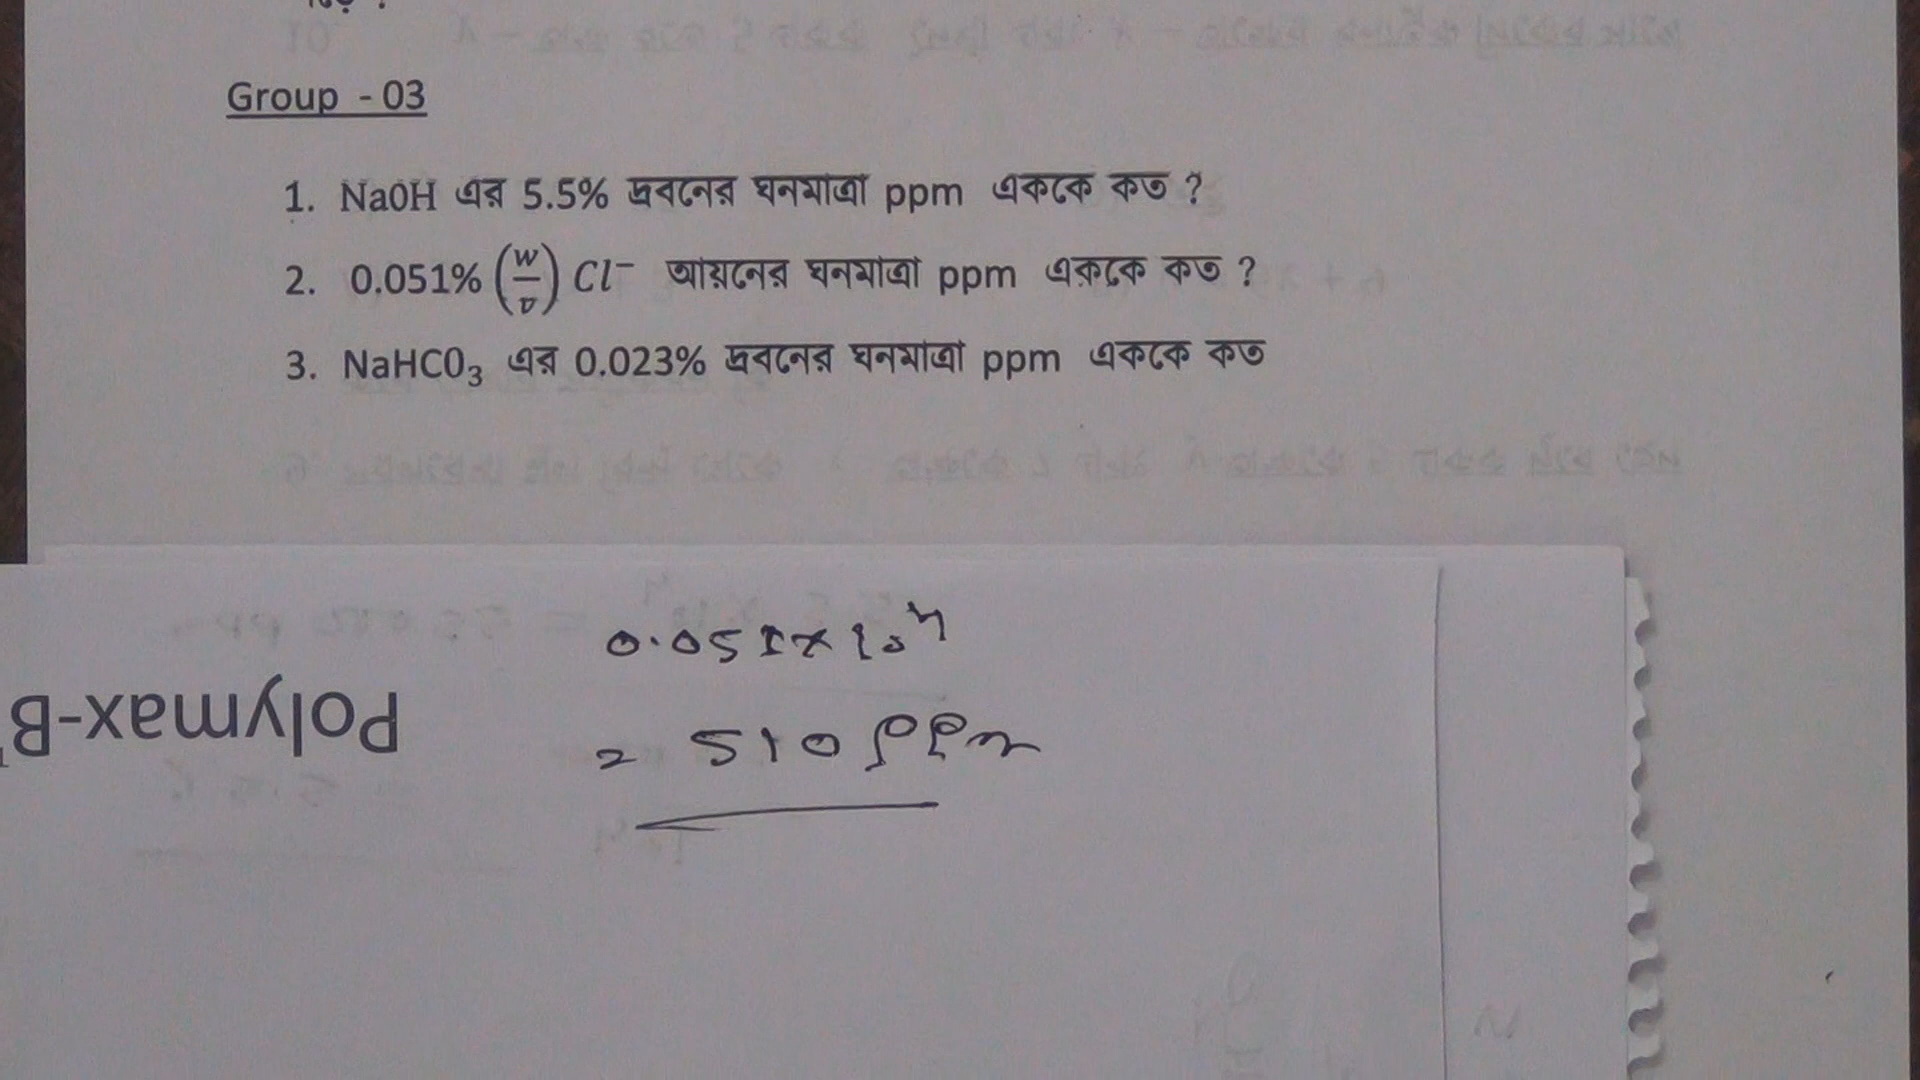 Group - 03
1. NaOH এর 5.5% দ্রবনের ঘনমাত্রা ppm এককে কত ?
2. 0.051% (W/v) Cl⁻ আয়নের ঘনমাত্রা ppm এককে কত ?
3. NaHCO₃ এর 0.023% দ্রবনের ঘনমাত্রা ppm এককে কত
0.051×10⁴
= 510 ppm
Polymax-B